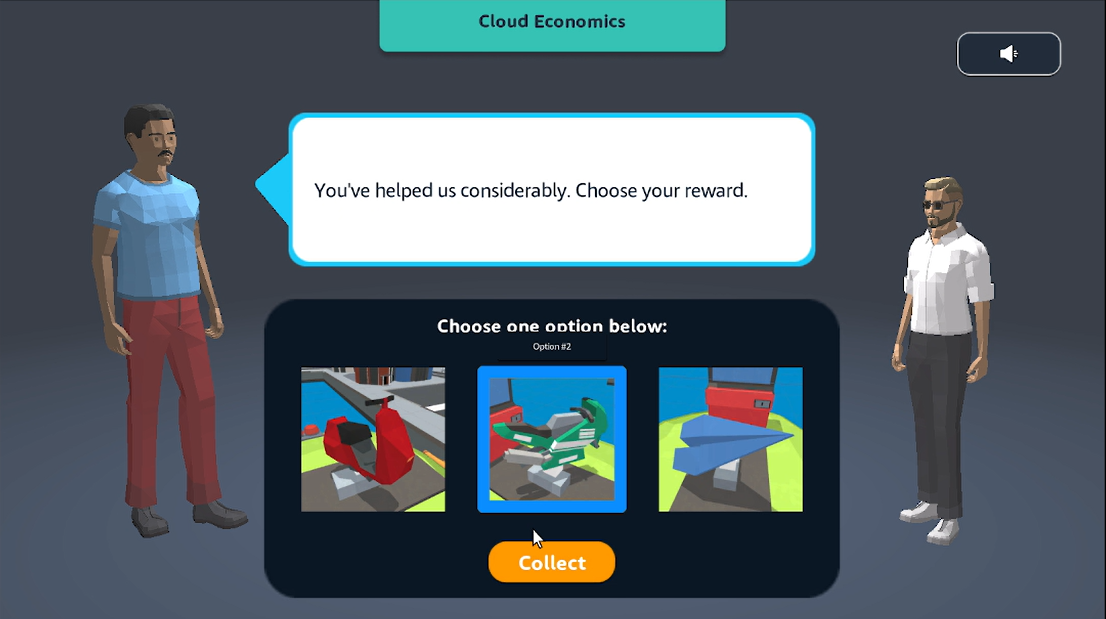 Cloud Economics
You've helped us considerably. Choose your reward.
Choose one option below:
Option #2
Collect